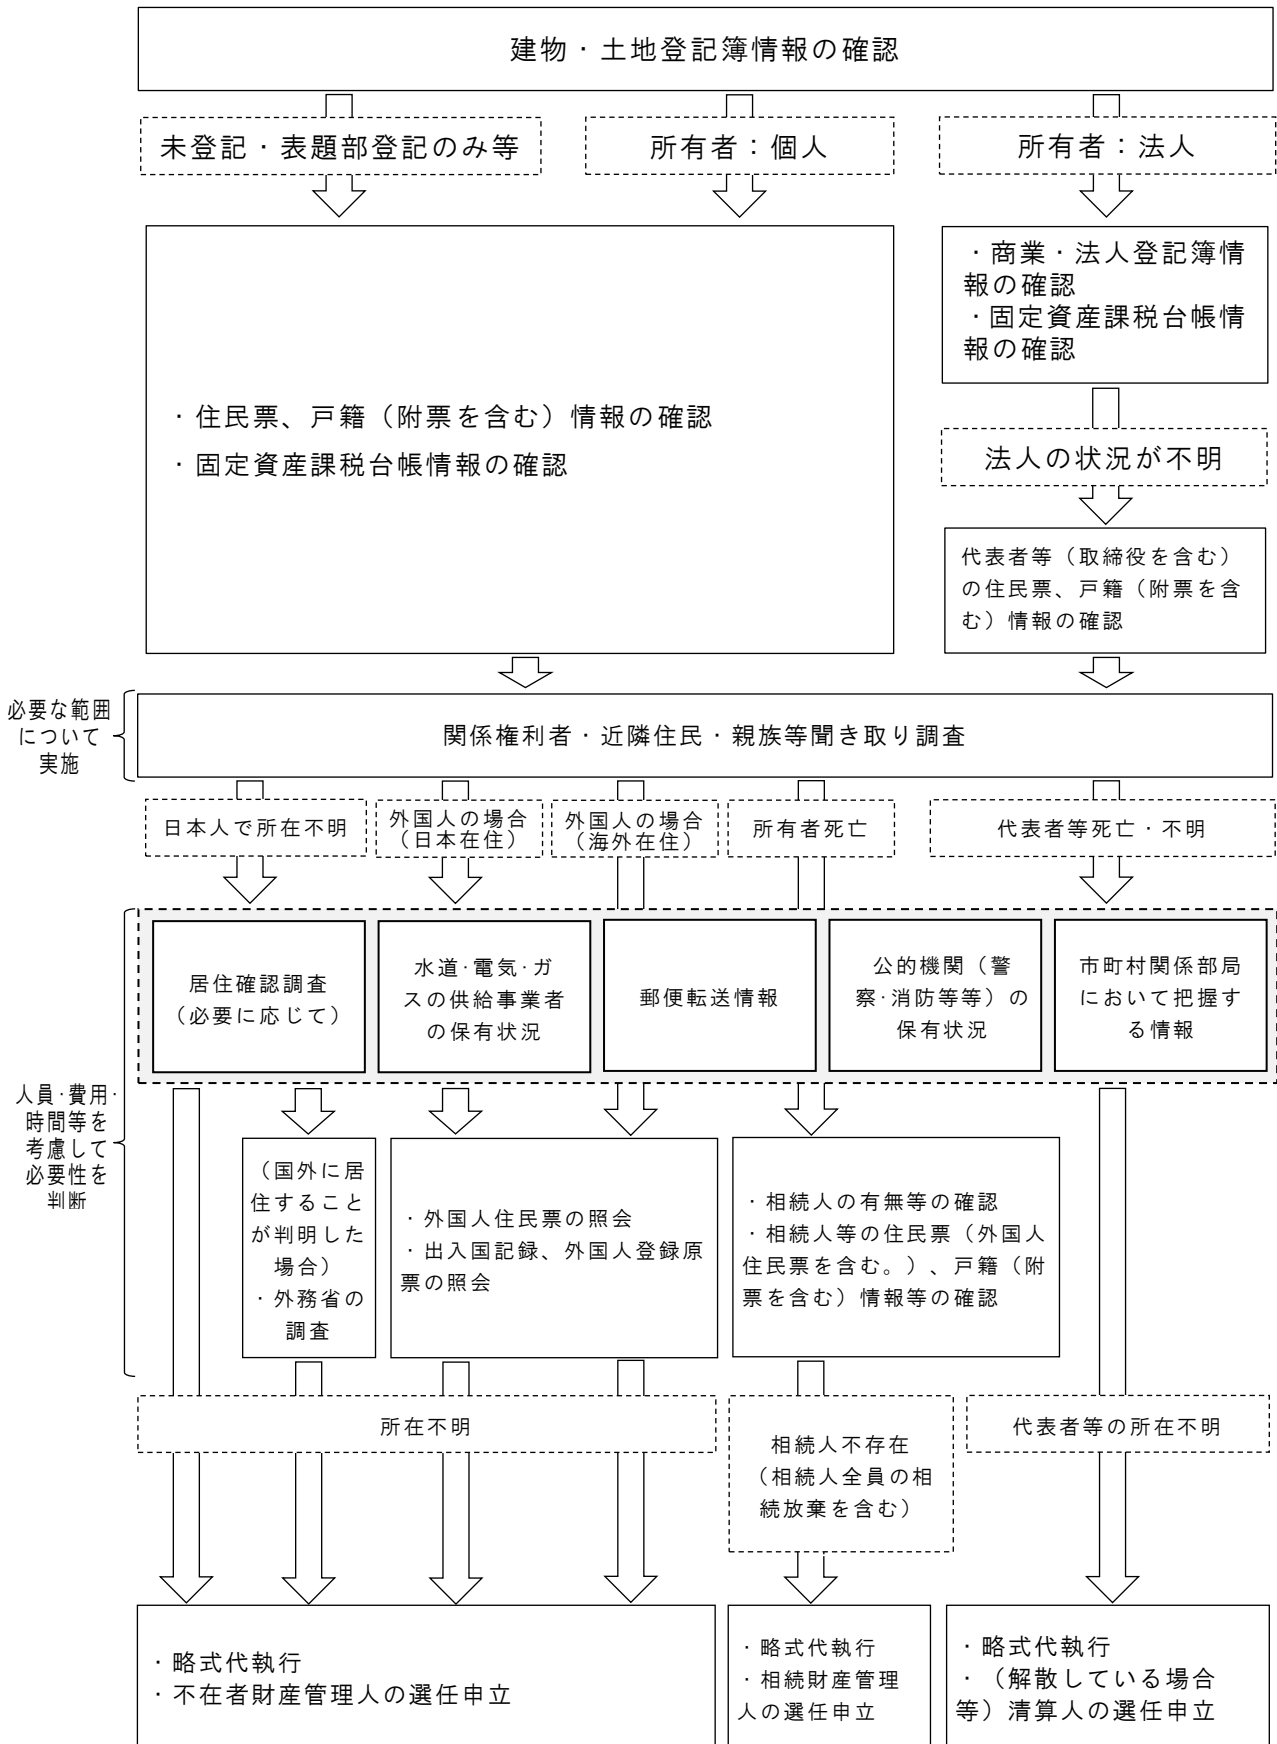 建物・土地登記簿情報の確認
未登記・表題部登記のみ等
所有者：個人
所有者：法人
・住民票、戸籍（附票を含む）情報の確認
・固定資産課税台帳情報の確認
・商業・法人登記簿情
報の確認
・固定資産課税台帳情
報の確認
法人の状況が不明
代表者等（取締役を含む）
の住民票、戸籍（附票を含
む）情報の確認
必要な範囲
について
実施
関係権利者・近隣住民・親族等聞き取り調査
日本人で所在不明
外国人の場合
（日本在住）
外国人の場合
（海外在住）
所有者死亡
代表者等死亡・不明
人員・費用・
時間等を
考慮して
必要性を
判断
居住確認調査
（必要に応じて）
水道・電気・ガ
スの供給事業者
の保有状況
郵便転送情報
公的機関（警
察・消防等等）の
保有状況
市町村関係部局
において把握す
る情報
（国外に居
住すること
が判明した
場合）
・外務省の
調査
・外国人住民票の照会
・出入国記録、外国人登録原
票の照会
・相続人の有無等の確認
・相続人等の住民票（外国人
住民票を含む。）、戸籍（附
票を含む）情報等の確認
所在不明
相続人不存在
（相続人全員の相
続放棄を含む）
代表者等の所在不明
・略式代執行
・不在者財産管理人の選任申立
・略式代執行
・相続財産管理
人の選任申立
・略式代執行
・（解散している場合
等）清算人の選任申立